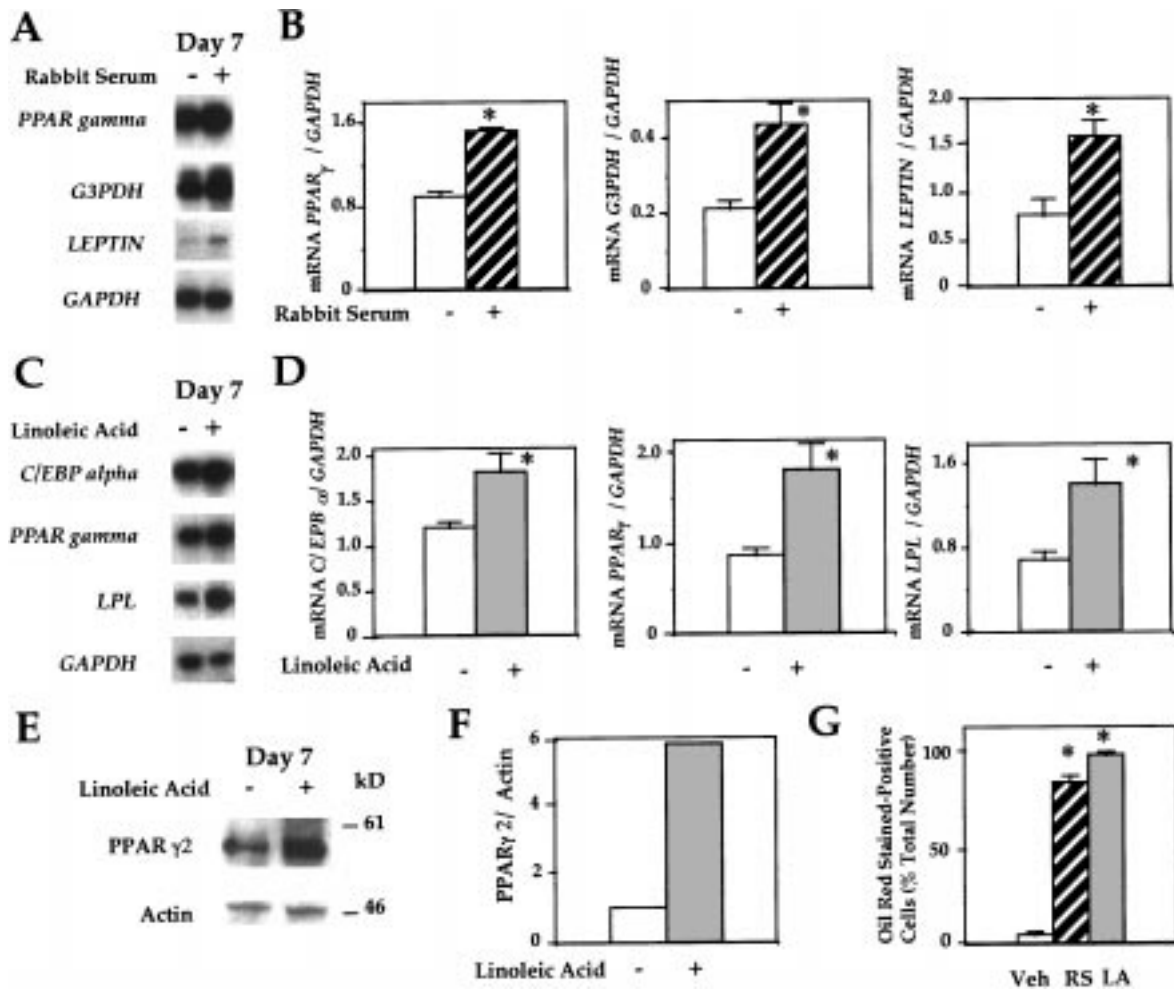 A
Day 7
- +
Rabbit Serum
PPAR gamma
G3PDH
LEPTIN
GAPDH
B
mRNA PPARγ / GAPDH
1.6
0.8
0
*
Rabbit Serum - +
mRNA G3PDH / GAPDH
0.4
0.2
0
*
- +
mRNA LEPTIN / GAPDH
2.0
1.5
1.0
0.5
0
*
- +
C
Day 7
Linoleic Acid - +
C/EBP alpha
PPAR gamma
LPL
GAPDH
D
mRNA C/EPB α/ GAPDH
2.0
1.5
1.0
0.5
0
*
Linoleic Acid - +
mRNA PPARγ / GAPDH
2.0
1.0
0
*
- +
mRNA LPL / GAPDH
1.6
0.8
0
*
- +
E
Day 7
Linoleic Acid - + kD
PPAR γ2
– 61
Actin
– 46
F
PPARγ 2/ Actin
6
4
2
0
Linoleic Acid - +
G
Oil Red Stained-Positive
Cells (% Total Number)
100
50
0
* *
Veh RS LA